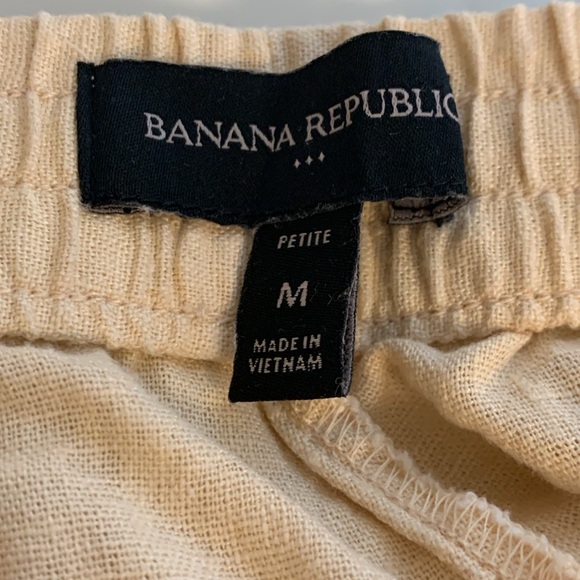 BANANA REPUBLIC
PETITE
M
MADE IN
VIETNAM